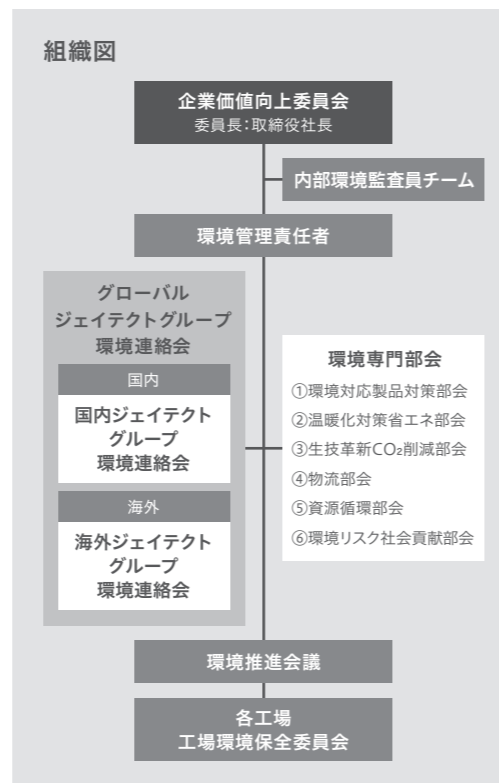 組織図
企業価値向上委員会
委員長：取締役社長
内部環境監査員チーム
環境管理責任者
グローバル
ジェイテクトグループ
環境連絡会
国内
国内ジェイテクト
グループ
環境連絡会
海外
海外ジェイテクト
グループ
環境連絡会
環境専門部会
①環境対応製品対策部会
②温暖化対策省エネ部会
③生技革新CO₂削減部会
④物流部会
⑤資源循環部会
⑥環境リスク社会貢献部会
環境推進会議
各工場
工場環境保全委員会